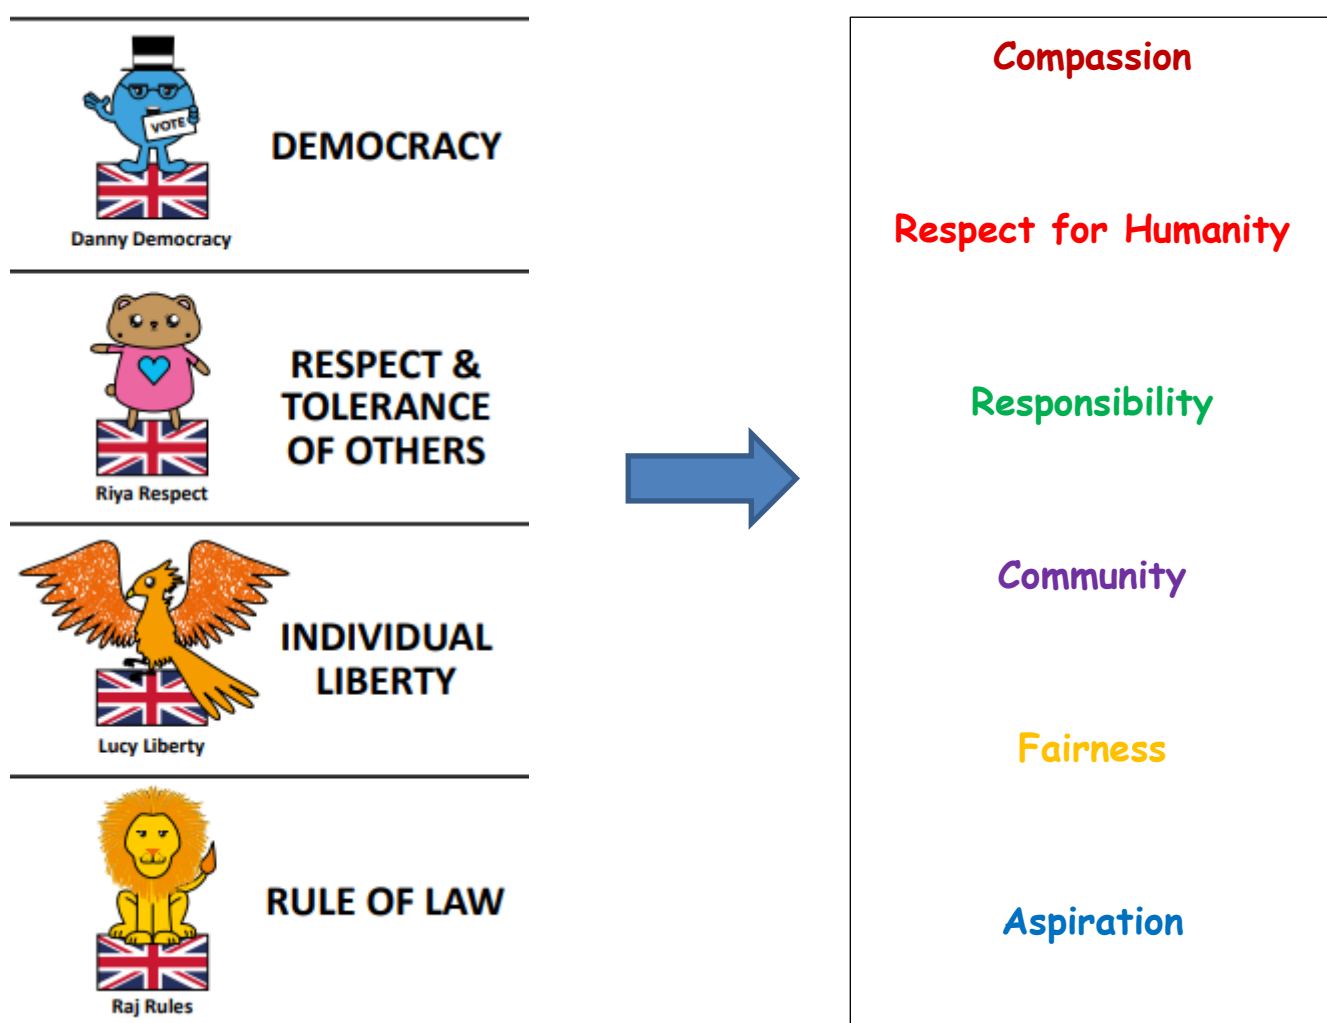 VOTE
DEMOCRACY
Danny Democracy
RESPECT &
TOLERANCE
OF OTHERS
Riya Respect
INDIVIDUAL
LIBERTY
Lucy Liberty
RULE OF LAW
Raj Rules
Compassion
Respect for Humanity
Responsibility
Community
Fairness
Aspiration